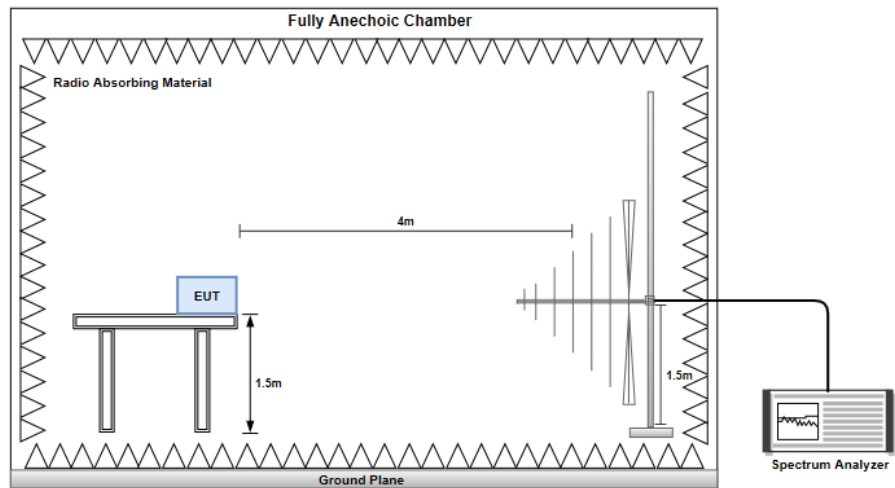 Fully Anechoic Chamber
Radio Absorbing Material
4m
EUT
1.5m
1.5m
Spectrum Analyzer
Ground Plane